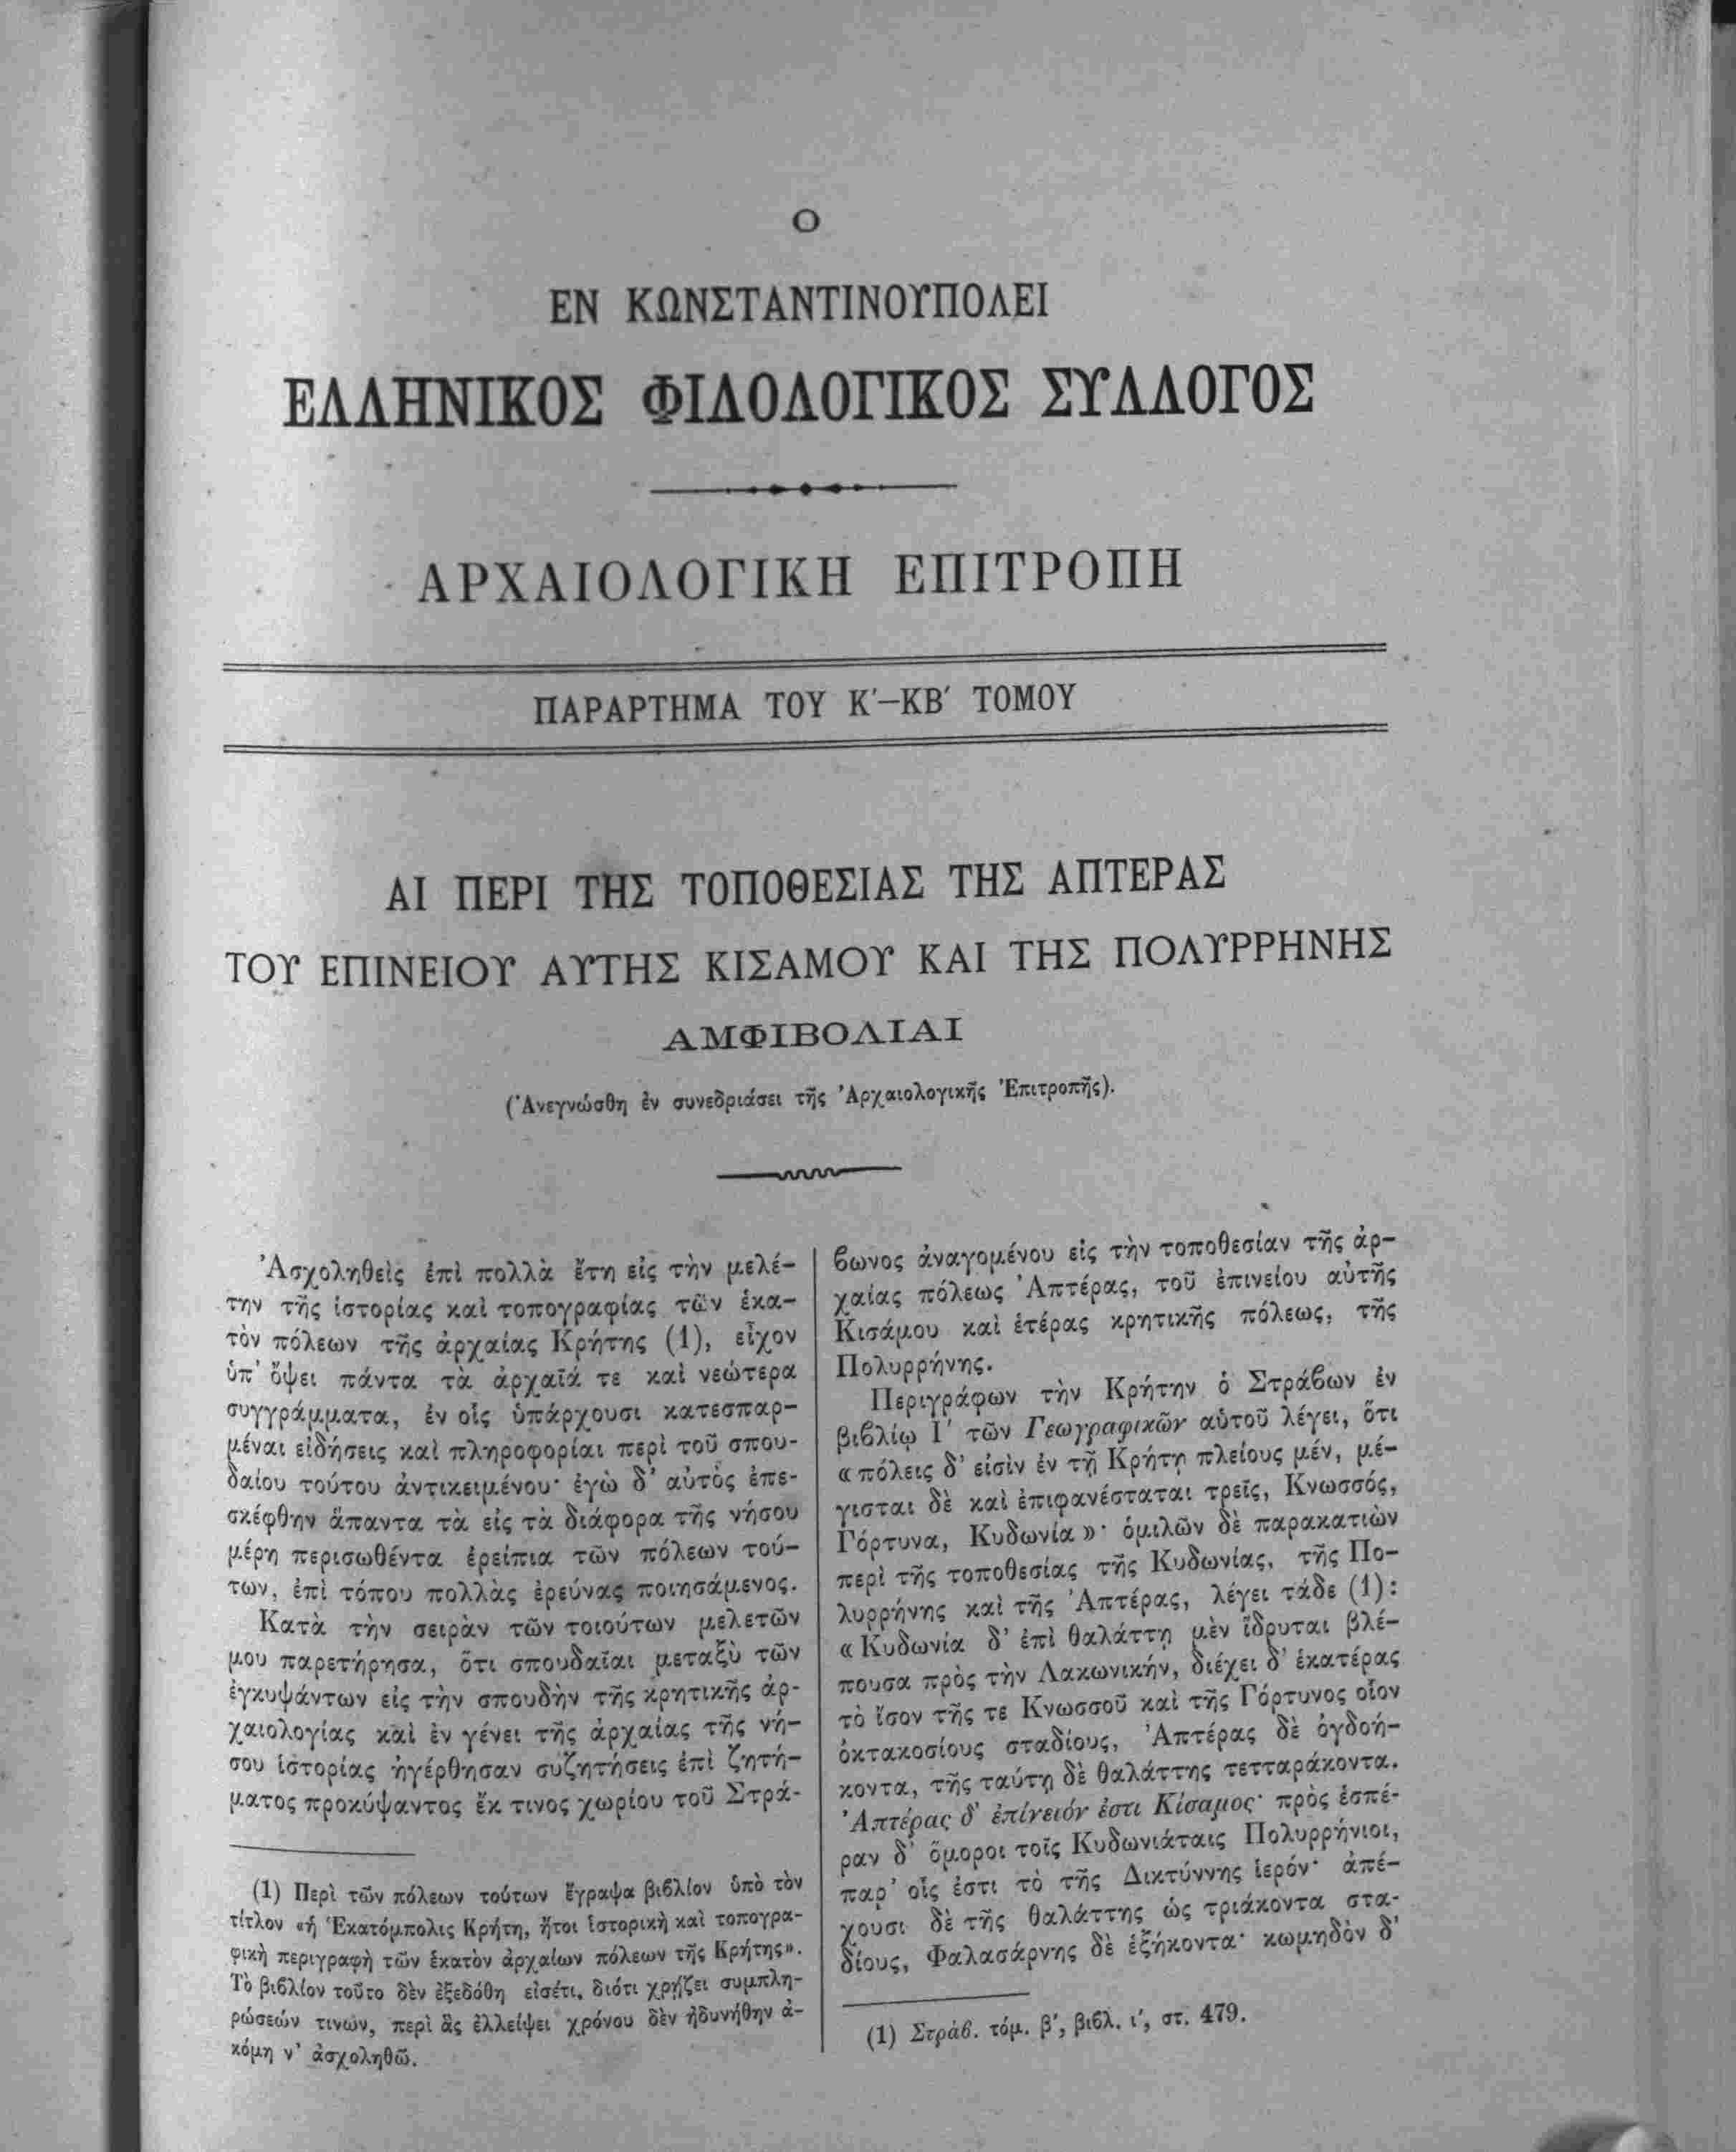 Ο
ΕΝ ΚΩΝΣΤΑΝΤΙΝΟΥΠΟΛΕΙ
ΕΛΛΗΝΙΚΟΣ ΦΙΛΟΛΟΓΙΚΟΣ ΣΥΛΛΟΓΟΣ
ΑΡΧΑΙΟΛΟΓΙΚΗ ΕΠΙΤΡΟΠΗ
ΠΑΡΑΡΤΗΜΑ ΤΟΥ Κ΄–ΚΒ΄ ΤΟΜΟΥ
ΑΙ ΠΕΡΙ ΤΗΣ ΤΟΠΟΘΕΣΙΑΣ ΤΗΣ ΑΠΤΕΡΑΣ
ΤΟΥ ΕΠΙΝΕΙΟΥ ΑΥΤΗΣ ΚΙΣΑΜΟΥ ΚΑΙ ΤΗΣ ΠΟΛΥΡΡΗΝΗΣ
ΑΜΦΙΒΟΛΙΑΙ
(Ἀνεγνώσθη ἐν συνεδριάσει τῆς Ἀρχαιολογικῆς Ἐπιτροπῆς).
Ἀσχοληθεὶς ἐπὶ πολλὰ ἔτη εἰς τὴν μελέ-
την τῆς ἱστορίας καὶ τοπογραφίας τῶν ἑκα-
τὸν πόλεων τῆς ἀρχαίας Κρήτης (1), εἶχον
ὑπ' ὄψει πάντα τὰ ἀρχαῖά τε καὶ νεώτερα
συγγράμματα, ἐν οἷς ὑπάρχουσι κατεσπαρ-
μέναι εἰδήσεις καὶ πληροφορίαι περὶ τοῦ σπου-
δαίου τούτου ἀντικειμένου· ἐγὼ δ' αὐτὸς ἐπε-
σκέφθην ἅπαντα τὰ εἰς τὰ διάφορα τῆς νήσου
μέρη περισωθέντα ἐρείπια τῶν πόλεων τού-
των, ἐπὶ τόπου πολλὰς ἐρεύνας ποιησάμενος.
Κατὰ τὴν σειρὰν τῶν τοιούτων μελετῶν
μου παρετήρησα, ὅτι σπουδαῖαι μεταξὺ τῶν
ἐγκυψάντων εἰς τὴν σπουδὴν τῆς κρητικῆς ἀρ-
χαιολογίας καὶ ἐν γένει τῆς ἀρχαίας τῆς νή-
σου ἱστορίας ἠγέρθησαν συζητήσεις ἐπὶ ζητή-
ματος προκύψαντος ἔκ τινος χωρίου τοῦ Στρά-
(1) Περὶ τῶν πόλεων τούτων ἔγραψα βιβλίον ὑπὸ τὸν
τίτλον «ἡ Ἑκατόμπολις Κρήτη, ἤτοι ἱστορικὴ καὶ τοπογρα-
φικὴ περιγραφὴ τῶν ἑκατὸν ἀρχαίων πόλεων τῆς Κρήτης».
Τὸ βιβλίον τοῦτο δὲν ἐξεδόθη εἰσέτι, διότι χρῄζει συμπλη-
ρώσεών τινων, περὶ ἃς ἐλλείψει χρόνου δὲν ἠδυνήθην ἀ-
κόμη ν' ἀσχοληθῶ.
βωνος ἀναγομένου εἰς τὴν τοποθεσίαν τῆς ἀρ-
χαίας πόλεως Ἀπτέρας, τοῦ ἐπινείου αὐτῆς
Κισάμου καὶ ἑτέρας κρητικῆς πόλεως, τῆς
Πολυρρήνης.
Περιγράφων τὴν Κρήτην ὁ Στράβων ἐν
βιβλίῳ Ι΄ τῶν Γεωγραφικῶν αὑτοῦ λέγει, ὅτι
«πόλεις δ' εἰσὶν ἐν τῇ Κρήτῃ πλείους μέν, μέ-
γισται δὲ καὶ ἐπιφανέσταται τρεῖς, Κνωσσός,
Γόρτυνα, Κυδωνία»· ὁμιλῶν δὲ παρακατιὼν
περὶ τῆς τοποθεσίας τῆς Κυδωνίας, τῆς Πο-
λυρρήνης καὶ τῆς Ἀπτέρας, λέγει τάδε (1):
«Κυδωνία δ' ἐπὶ θαλάττῃ μὲν ἵδρυται βλέ-
πουσα πρὸς τὴν Λακωνικήν, διέχει δ' ἑκατέρας
τὸ ἴσον τῆς τε Κνωσσοῦ καὶ τῆς Γόρτυνος οἷον
ὀκτακοσίους σταδίους, Ἀπτέρας δὲ ὀγδοή-
κοντα, τῆς ταύτῃ δὲ θαλάττης τετταράκοντα.
Ἀπτέρας δ' ἐπίνειόν ἐστι Κίσαμος· πρὸς ἑσπέ-
ραν δ' ὅμοροι τοῖς Κυδωνιάταις Πολυρρήνιοι,
παρ' οἷς ἐστι τὸ τῆς Δικτύννης ἱερόν· ἀπέ-
χουσι δὲ τῆς θαλάττης ὡς τριάκοντα στα-
δίους, Φαλασάρνης δὲ ἑξήκοντα· κωμηδὸν δ'
(1) Στράβ. τόμ. β΄, βιβλ. ι΄, στ. 479.